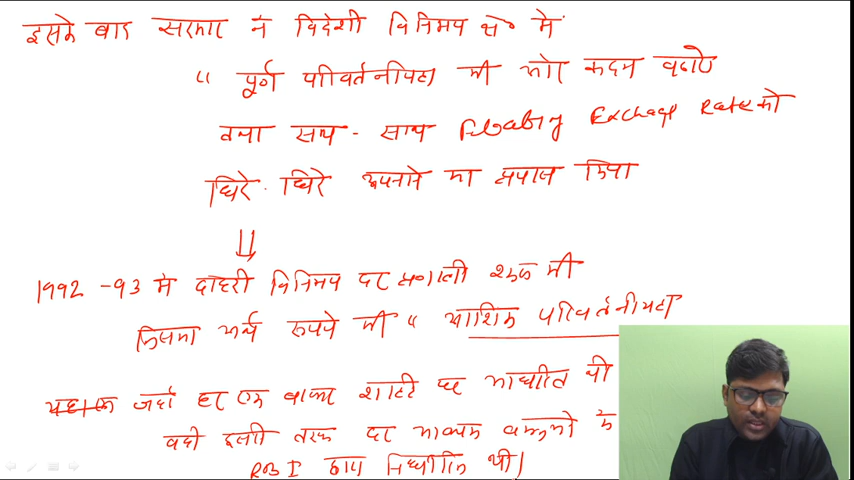 इसके बाद सरकार ने विदेशी विनिमय क्षे० में
" पूर्ण परिवर्तनीयता की ओर कदम बढ़ाए
तथा साथ - साथ Floating Exchange Rate को
धिरे - धिरे अपनाने का प्रयास किया
1992 -93 में दोहरी विनिमय दर प्रणाली शुरू की
जिसका अर्थ रूपये की " आंशिक परिवर्तनीयता
जहाँ दर एक बाजार शक्ति पर आधारित थी
वही दूसरी तरफ दर आवश्यक वस्तुओं के
RBI द्वारा निर्धारित थी।